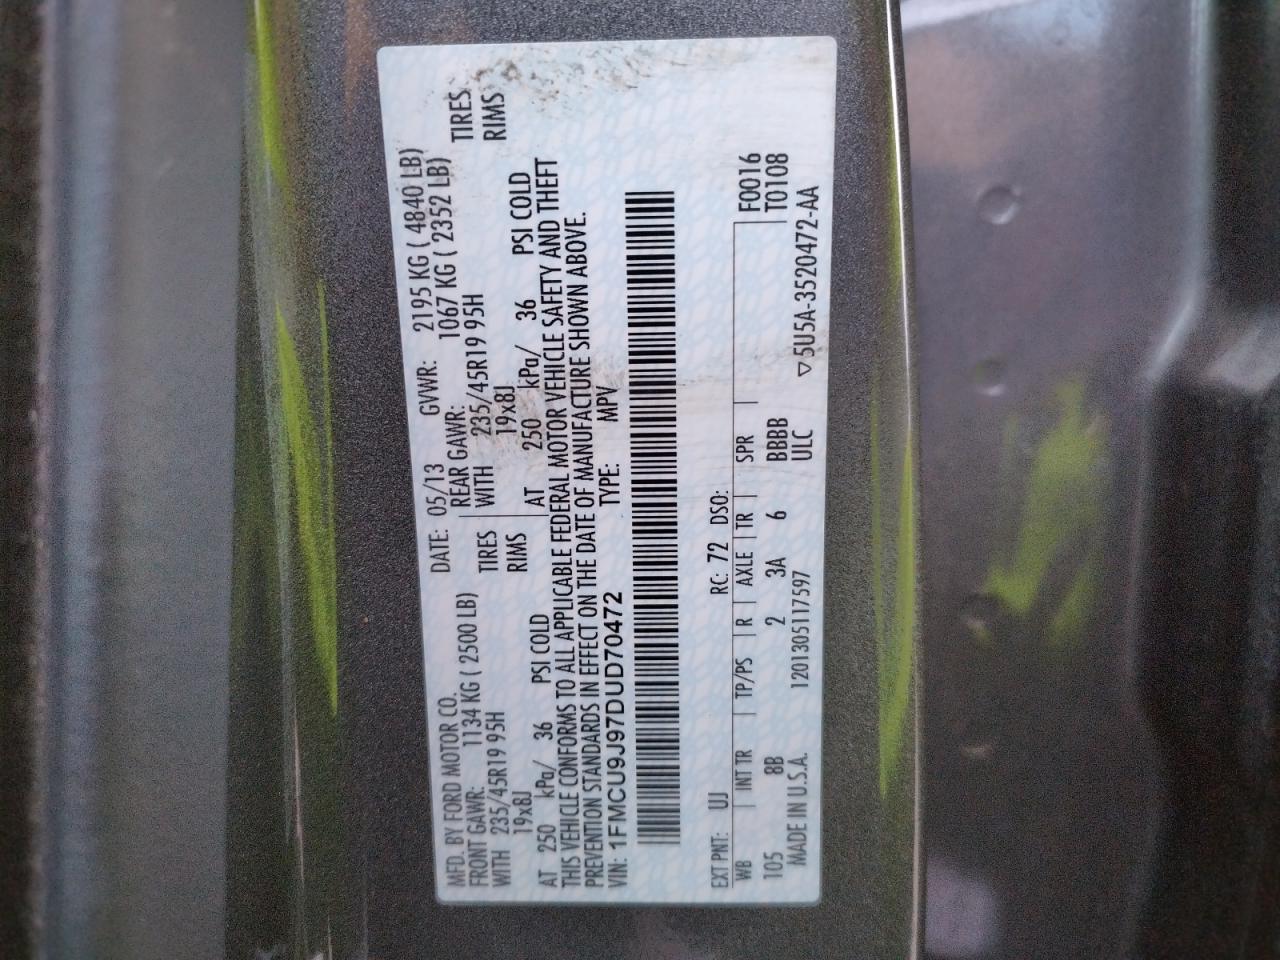 MFD. BY FORD MOTOR CO.
DATE: 05/13 GVWR: 2195 KG ( 4840 LB)
FRONT GAWR: 1134 KG ( 2500 LB) REAR GAWR: 1067 KG ( 2352 LB)
WITH 235/45R19 95H TIRES WITH 235/45R19 95H TIRES
19x8J RIMS 19x8J RIMS
AT 250 kPa/ 36 PSI COLD AT 250 kPa/ 36 PSI COLD
THIS VEHICLE CONFORMS TO ALL APPLICABLE FEDERAL MOTOR VEHICLE SAFETY AND THEFT
PREVENTION STANDARDS IN EFFECT ON THE DATE OF MANUFACTURE SHOWN ABOVE.
VIN: 1FMCU9J97DUD70472 TYPE: MPV
EXT PNT: UJ RC: 72 DSO:
WB INT TR TP/PS R AXLE TR SPR F0016
105 8B 2 3A 6 BBBB T0108
MADE IN U.S.A. 1201305117597 ULC ▽5U5A-3520472-AA